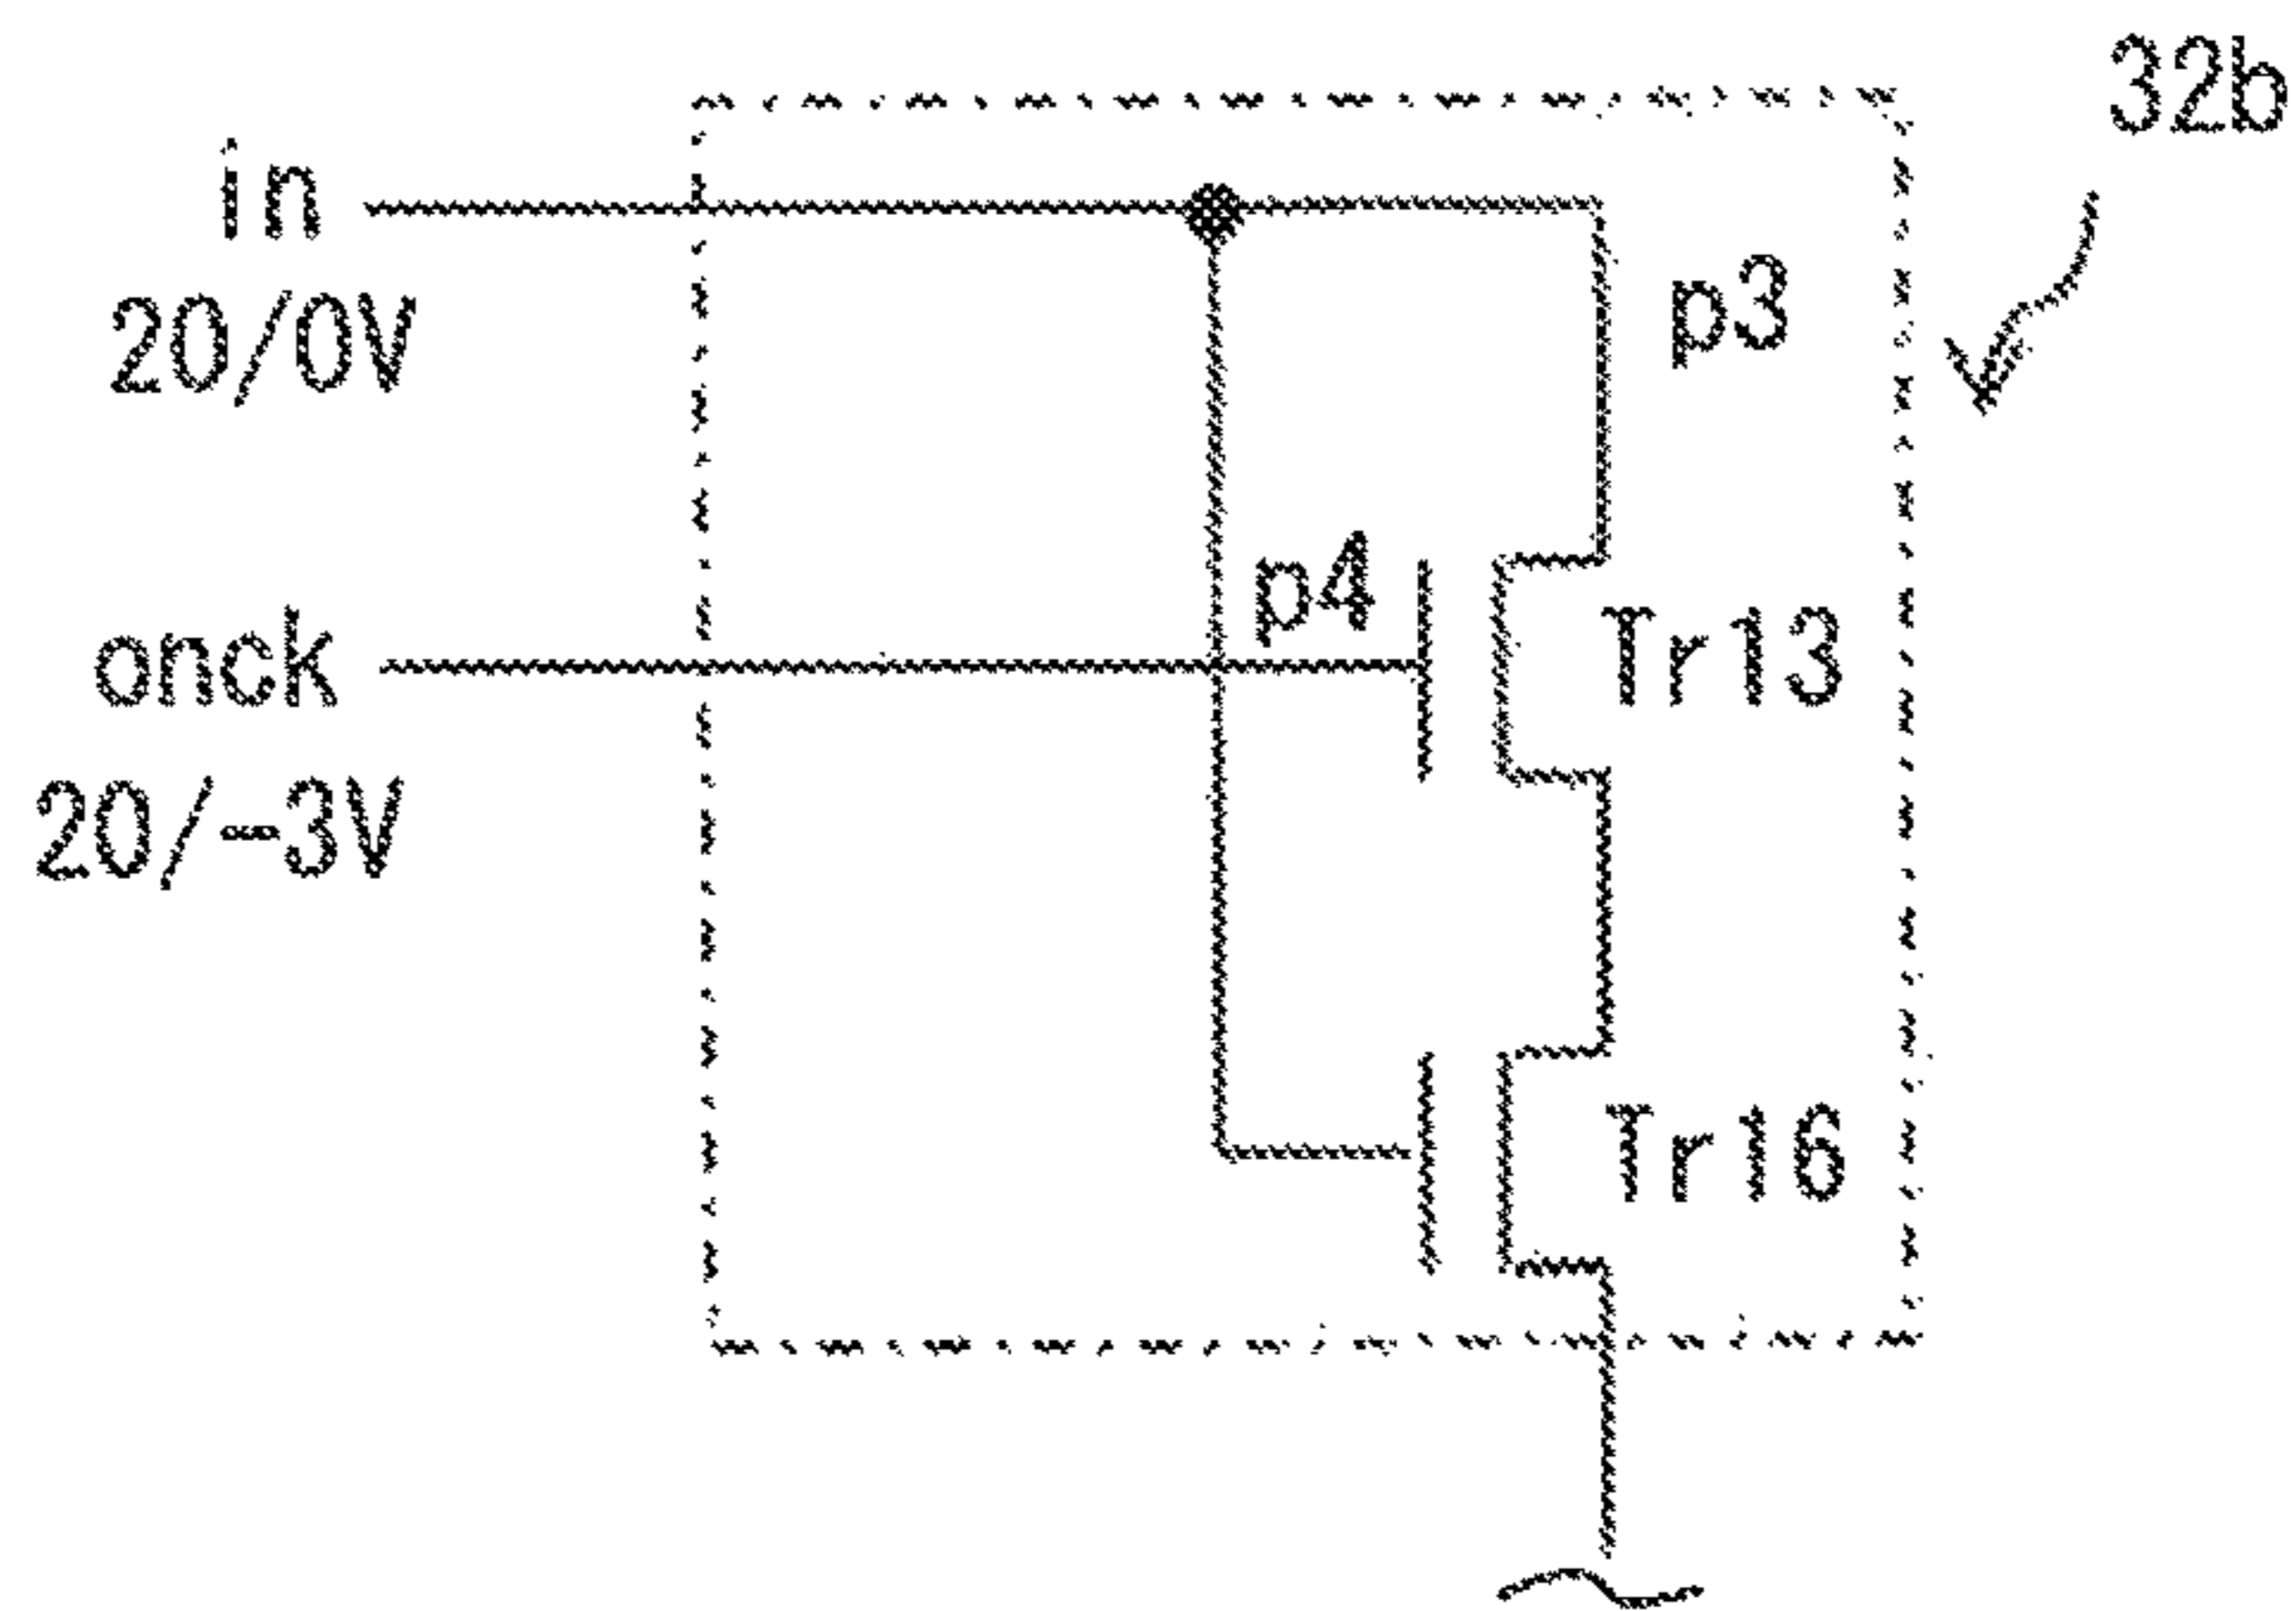 32b
in
20/0V
p3
p4
onck
Tr13
20/-3V
Tr16